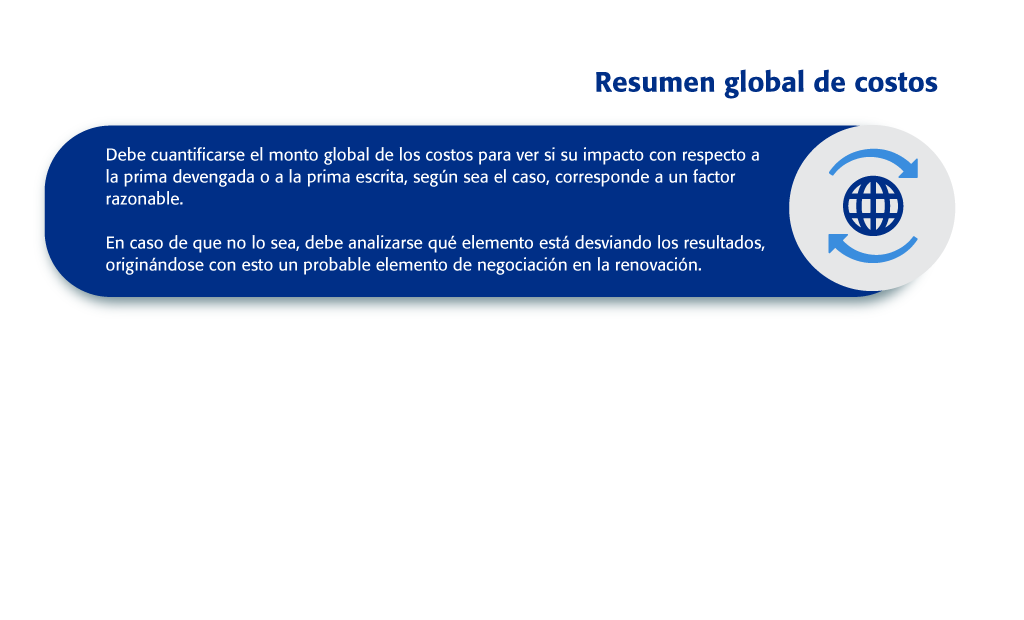 Resumen global de costos
Debe cuantificarse el monto global de los costos para ver si su impacto con respecto a
la prima devengada o a la prima escrita, según sea el caso, corresponde a un factor
razonable.
En caso de que no lo sea, debe analizarse qué elemento está desviando los resultados,
originándose con esto un probable elemento de negociación en la renovación.